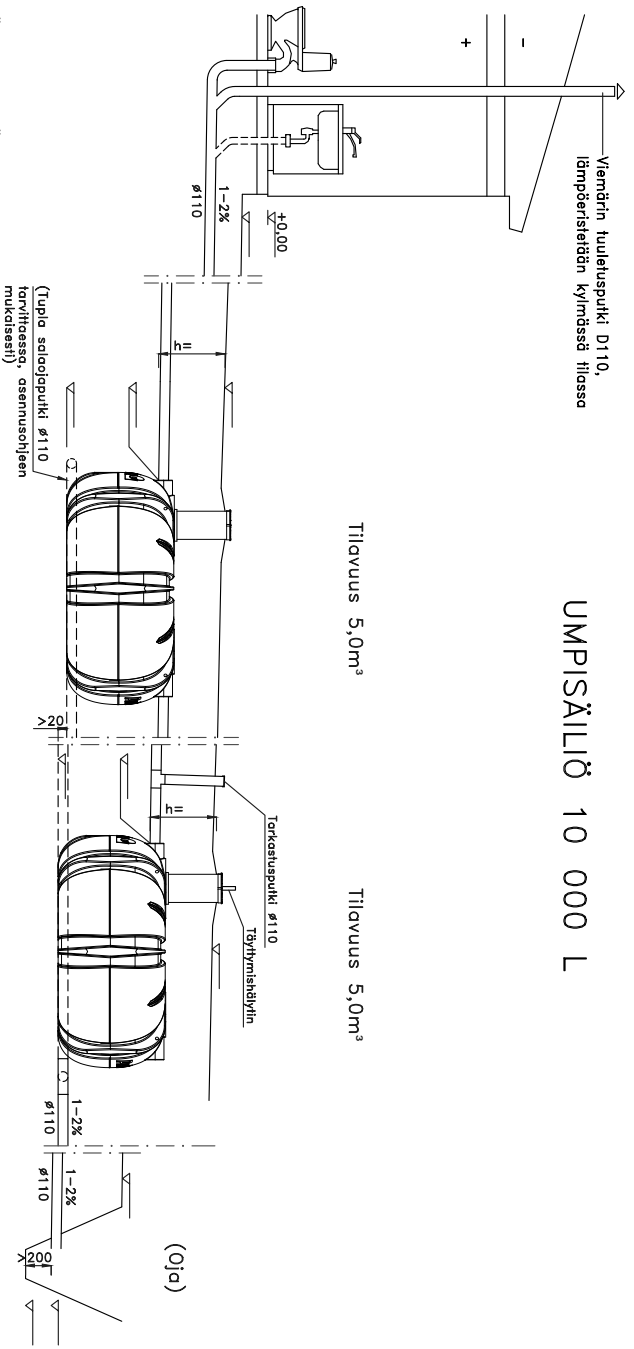 UMPISÄILIÖ 10 000 L
Viemärin tuuletusputki D110,
lämpöeristetään kylmässä tilassa
-
+
Tilavuus 5,0m³
Tilavuus 5,0m³
+0,00
1-2%
ø110
h=
h=
Tarkastusputki ø110
Täyttymishälytin
>20
(Tupla salaojaputki ø110
tarvittaessa, asennusohjeen
mukaisesti)
1-2%
ø110
1-2%
ø110
(Oja)
>200